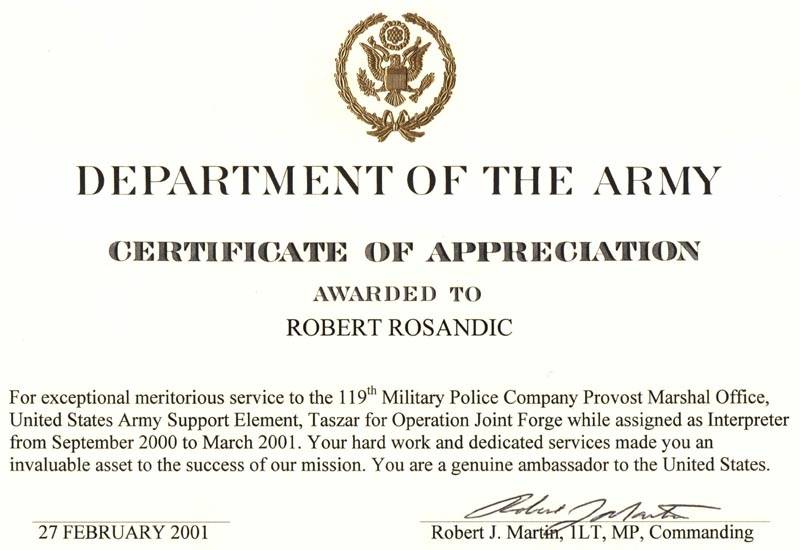 DEPARTMENT OF THE ARMY
CERTIFICATE OF APPRECIATION
AWARDED TO
ROBERT ROSANDIC
For exceptional meritorious service to the 119th Military Police Company Provost Marshal Office,
United States Army Support Element, Taszar for Operation Joint Forge while assigned as Interpreter
from September 2000 to March 2001. Your hard work and dedicated services made you an
invaluable asset to the success of our mission. You are a genuine ambassador to the United States.
Robert J Martin
27 FEBRUARY 2001
Robert J. Martin, 1LT, MP, Commanding